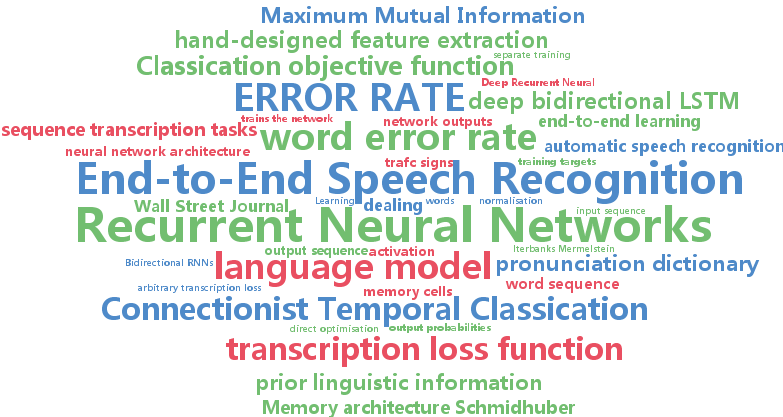 Maximum Mutual Information
hand-designed feature extraction
separate training
Classication objective function
Deep Recurrent Neural
ERROR RATE
deep bidirectional LSTM
trains the network
network outputs
end-to-end learning
sequence transcription tasks
word error rate
automatic speech recognition
neural network architecture
trafc signs
training targets
End-to-End Speech Recognition
Wall Street Journal
Learning
dealing
words
normalisation
input sequence
Recurrent Neural Networks
output sequence
activation
lterbanks Mermelstein
Bidirectional RNNs
language model
pronunciation dictionary
arbitrary transcription loss
memory cells
word sequence
Connectionist Temporal Classication
direct optimisation
output probabilities
transcription loss function
prior linguistic information
Memory architecture Schmidhuber